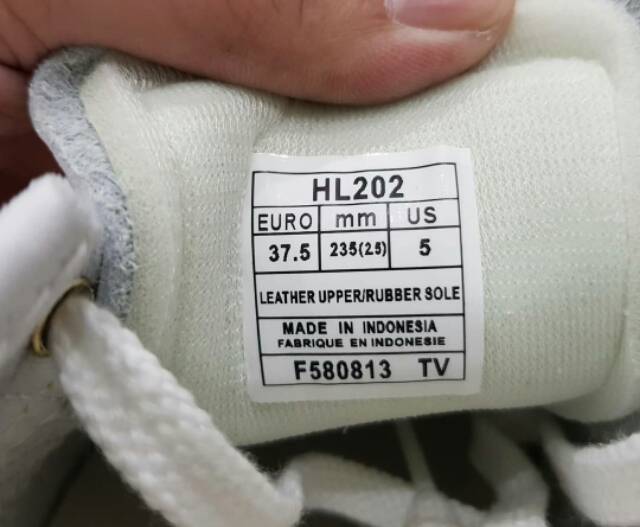 HL202
EURO mm US
37.5 235(2.5) 5
LEATHER UPPER/RUBBER SOLE
MADE IN INDONESIA
FABRIQUE EN INDONESIE
F580813 TV